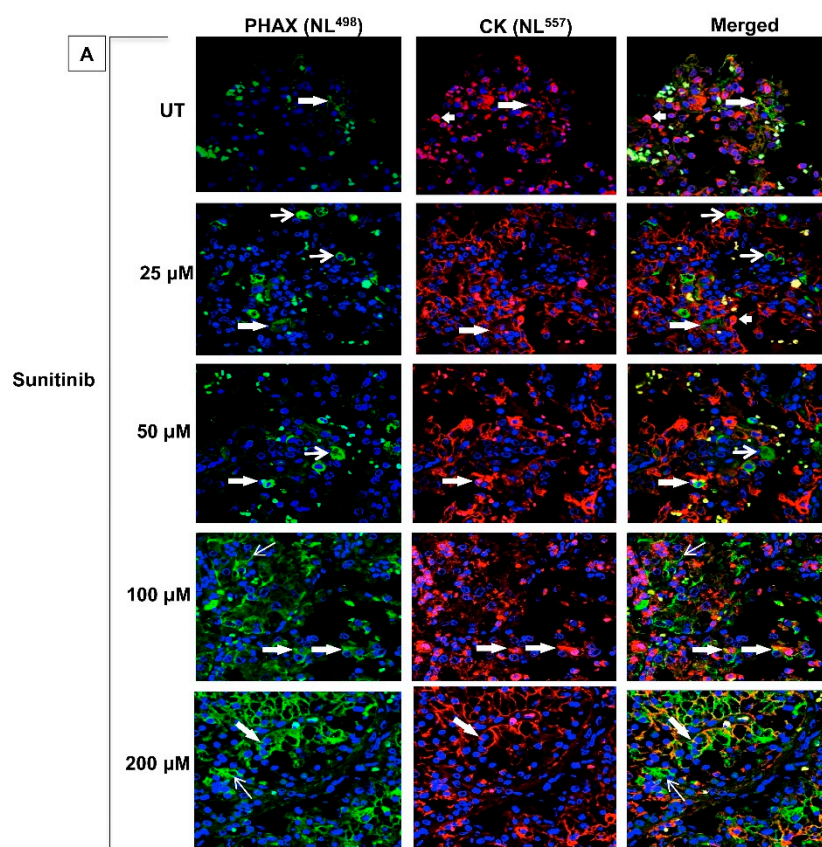 A
PHAX (NL498)
CK (NL557)
Merged
UT
25 µM
Sunitinib
50 µM
100 µM
200 µM